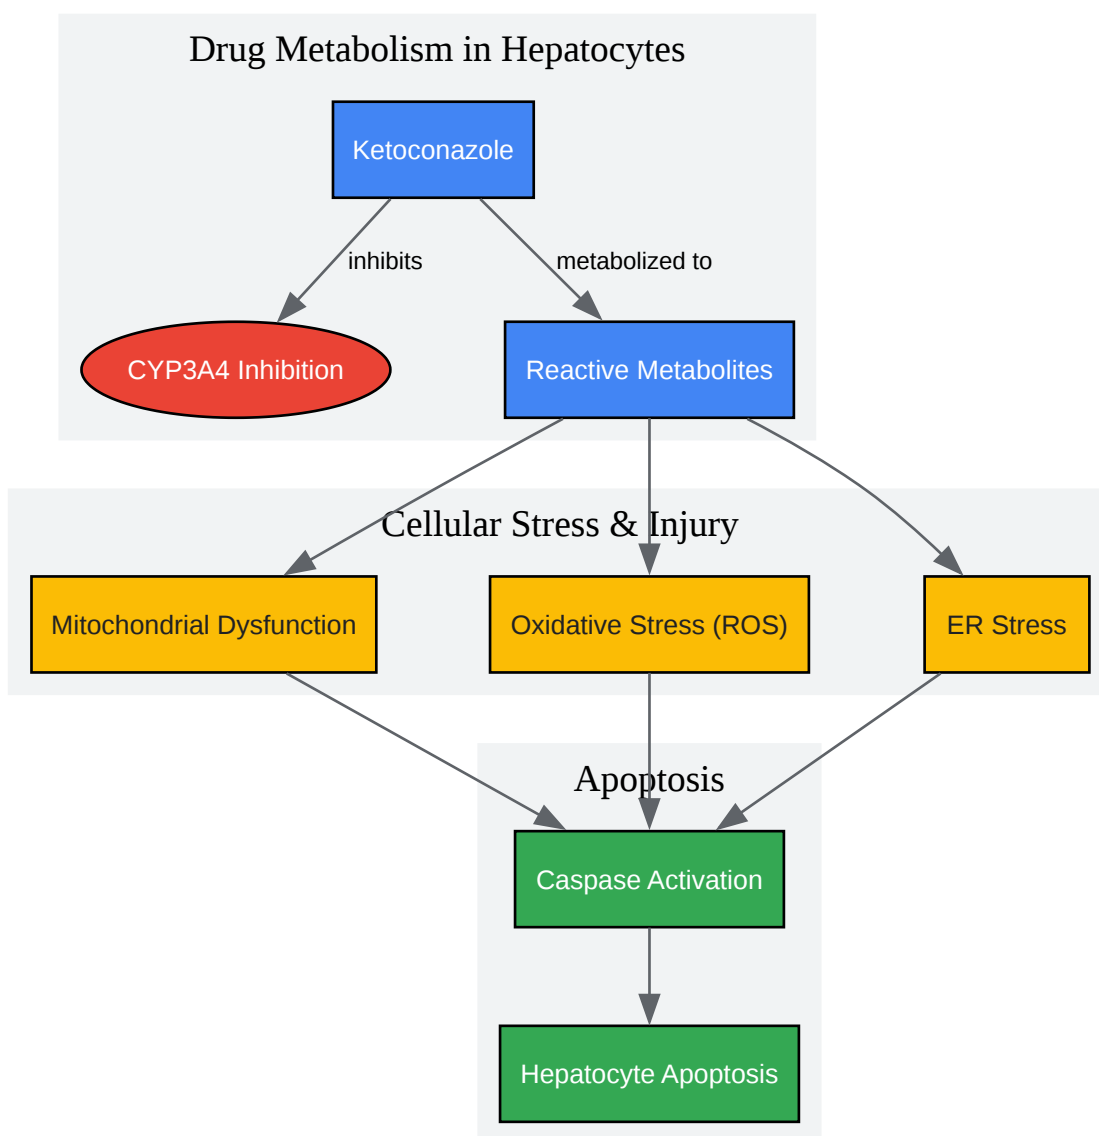 Drug Metabolism in Hepatocytes
Ketoconazole
inhibits
metabolized to
CYP3A4 Inhibition
Reactive Metabolites
Cellular Stress & Injury
Mitochondrial Dysfunction
Oxidative Stress (ROS)
ER Stress
Apoptosis
Caspase Activation
Hepatocyte Apoptosis